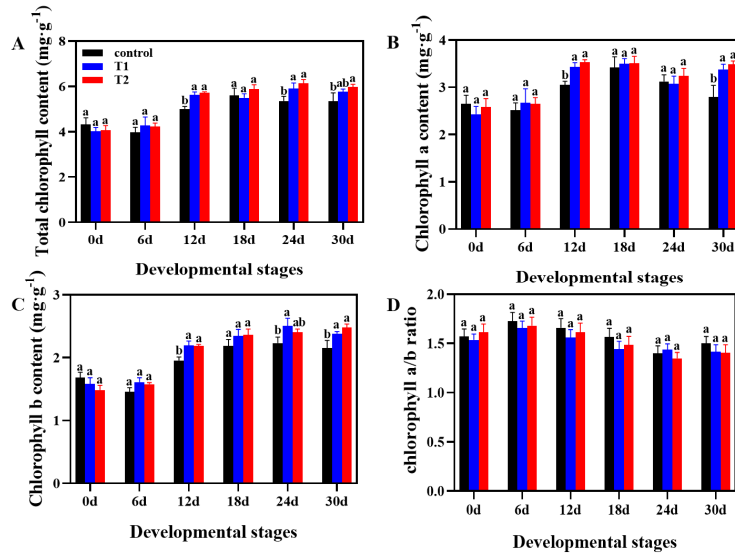 A
Total chlorophyll content (mg·g⁻¹)
8
6
4
2
0
control
T1
T2
a a a
a a a
b a a
a a a
b a a
b ab a
0d 6d 12d 18d 24d 30d
Developmental stages
B
Chlorophyll a content (mg·g⁻¹)
4
3
2
1
0
a a a
a a a
b a a
a a a
a a a
b a a
0d 6d 12d 18d 24d 30d
Developmental stages
C
Chlorophyll b content (mg·g⁻¹)
3
2
1
0
a a a
b a a
b a a
a a a
b a ab
b a a
0d 6d 12d 18d 24d 30d
Developmental stages
D
chlorophyll a/b ratio
2.0
1.5
1.0
0.5
0.0
a a a
a a a
a a a
a a a
a a a
a a a
0d 6d 12d 18d 24d 30d
Developmental stages